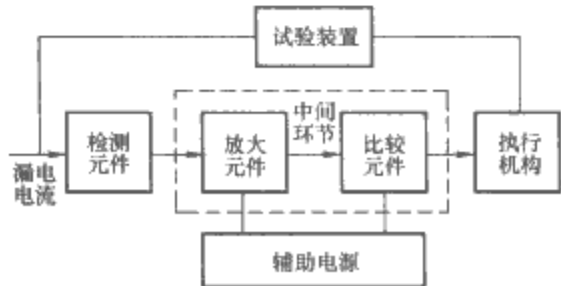 试验装置
中间
环节
检测
元件
放大
元件
比较
元件
执行
机构
漏电
电流
辅助电源